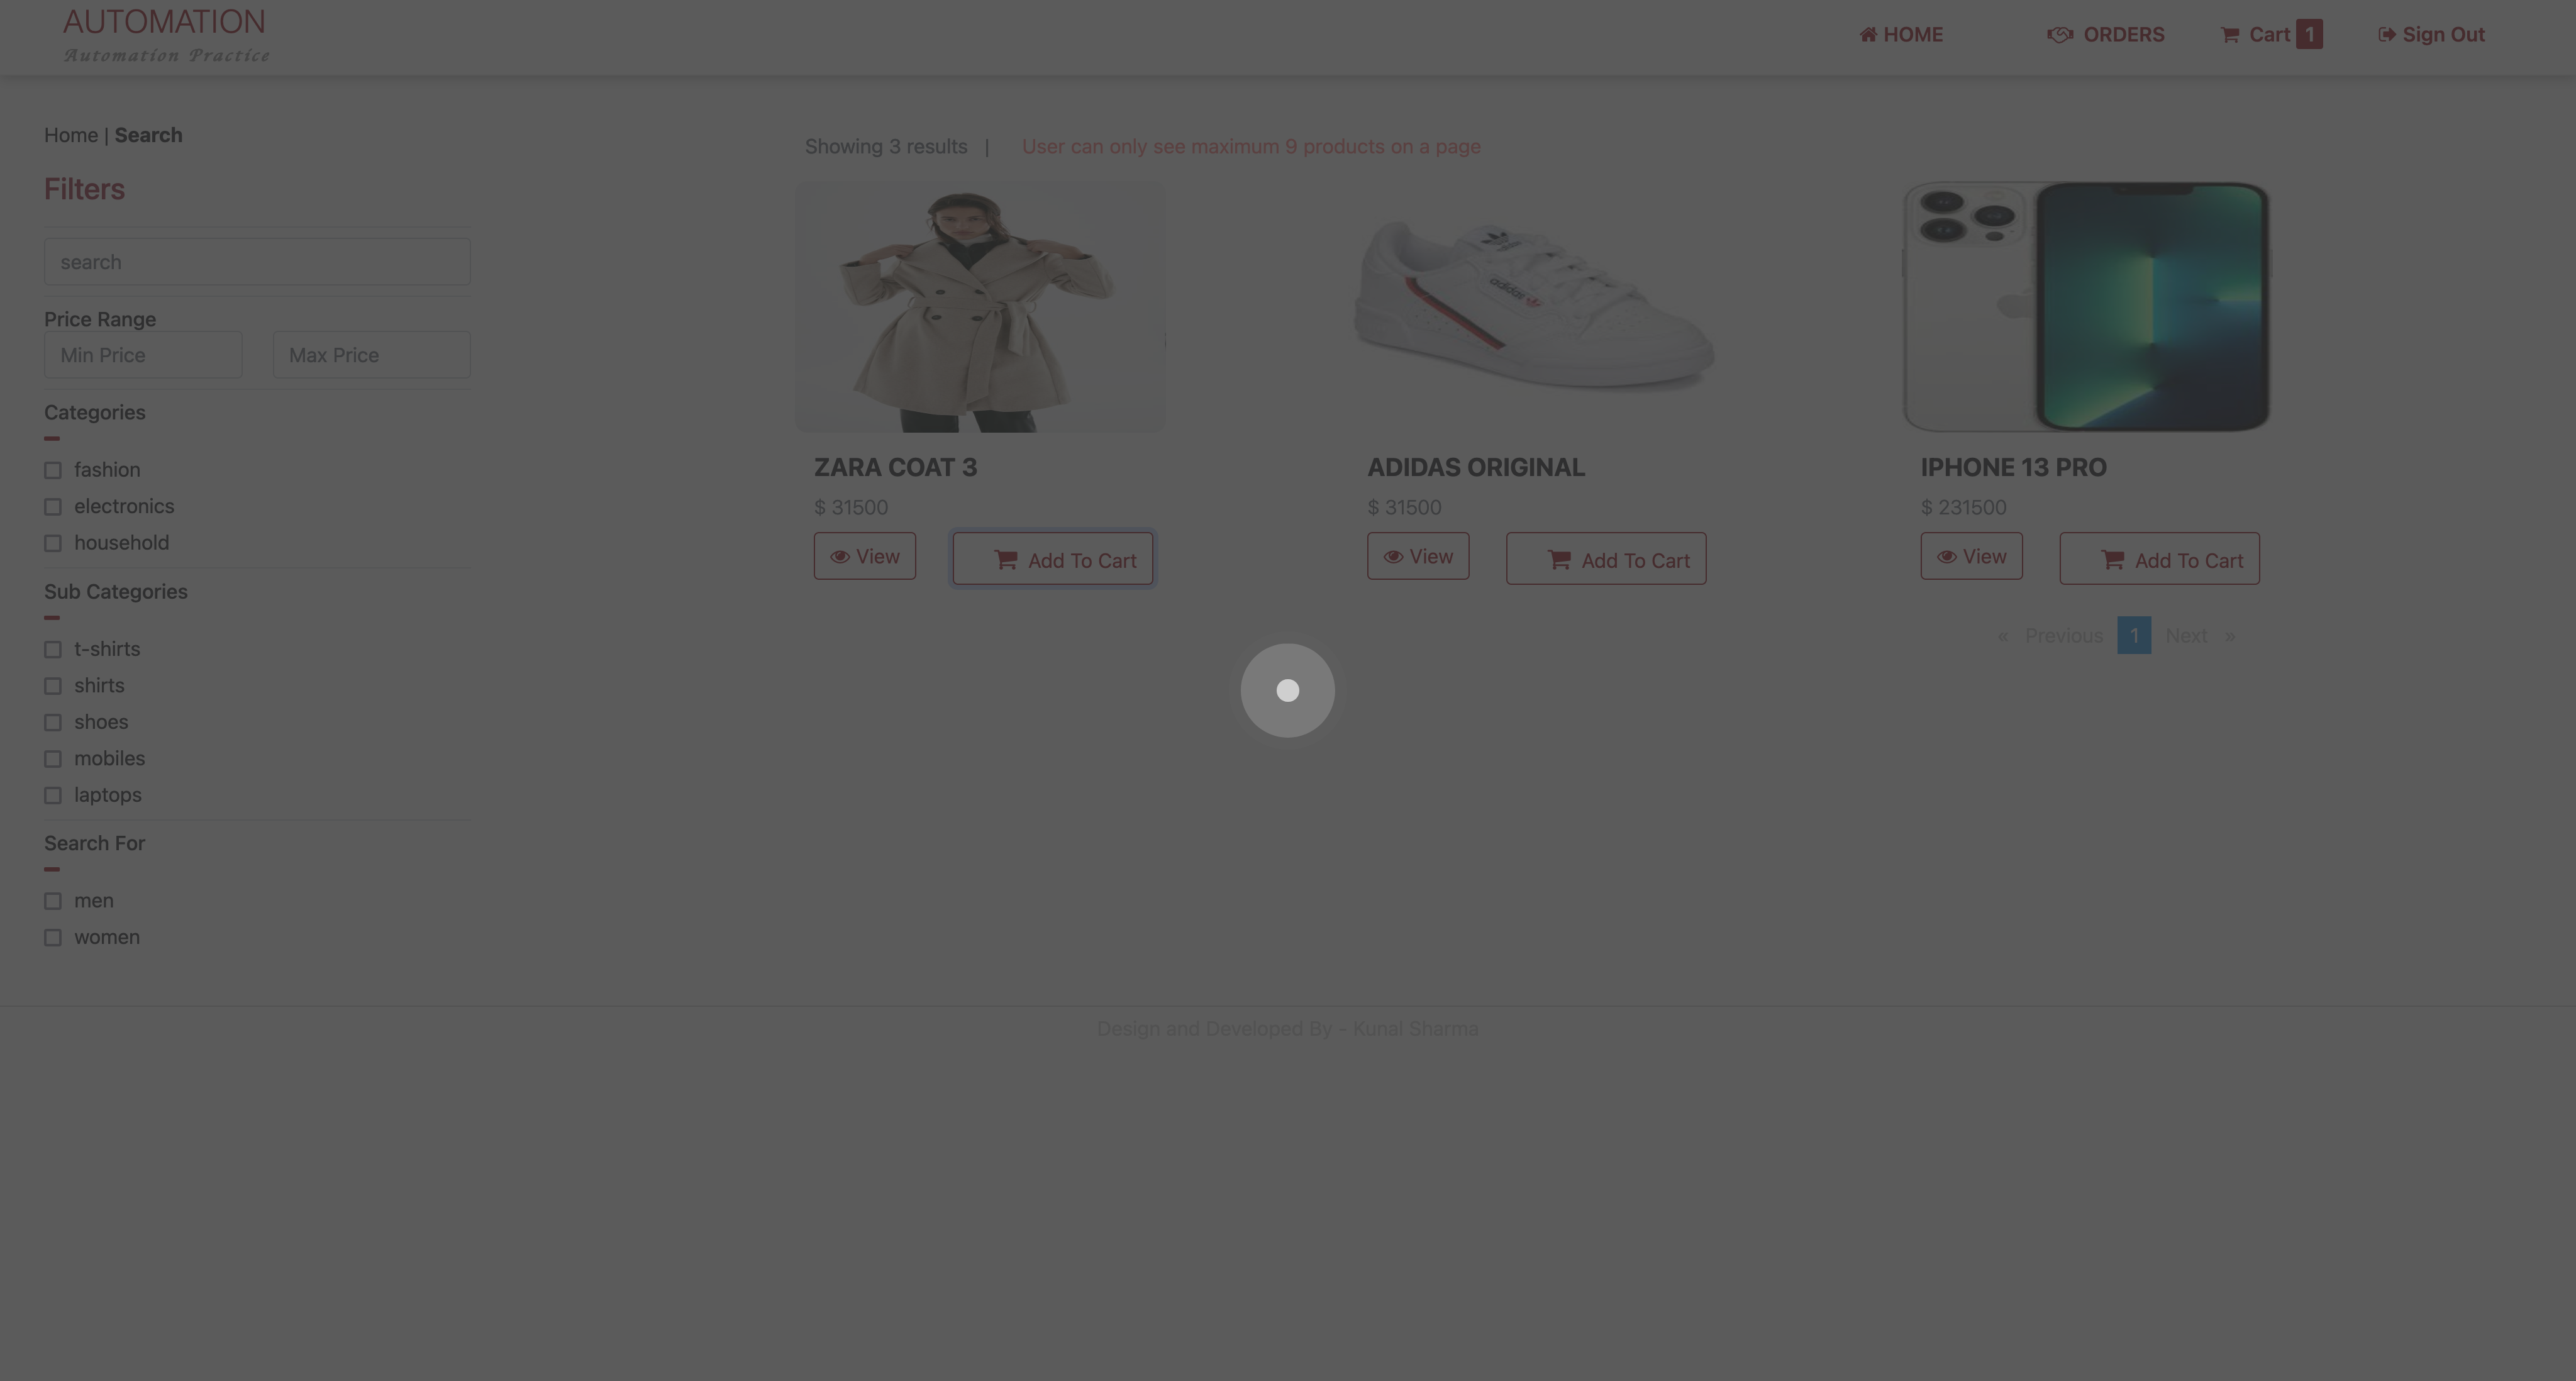 AUTOMATION
Automation Practice
HOME
ORDERS
Cart 1
Sign Out
Home | Search
Showing 3 results |
User can only see maximum 9 products on a page
Filters
search
Price Range
Min Price
Max Price
Categories
fashion
electronics
household
Sub Categories
t-shirts
shirts
shoes
mobiles
laptops
Search For
men
women
adidas
ZARA COAT 3
$ 31500
View
Add To Cart
ADIDAS ORIGINAL
$ 31500
View
Add To Cart
IPHONE 13 PRO
$ 231500
View
Add To Cart
« Previous 1 Next »
Design and Developed By - Kunal Sharma